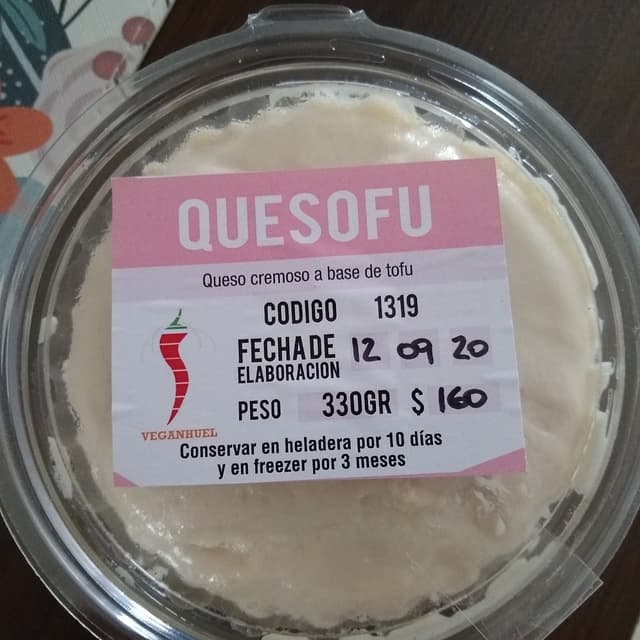 QUESOFU
Queso cremoso a base de tofu
CODIGO 1319
FECHA DE ELABORACION 12 09 20
PESO 330GR $ 160
VEGANHUEL
Conservar en heladera por 10 días
y en freezer por 3 meses